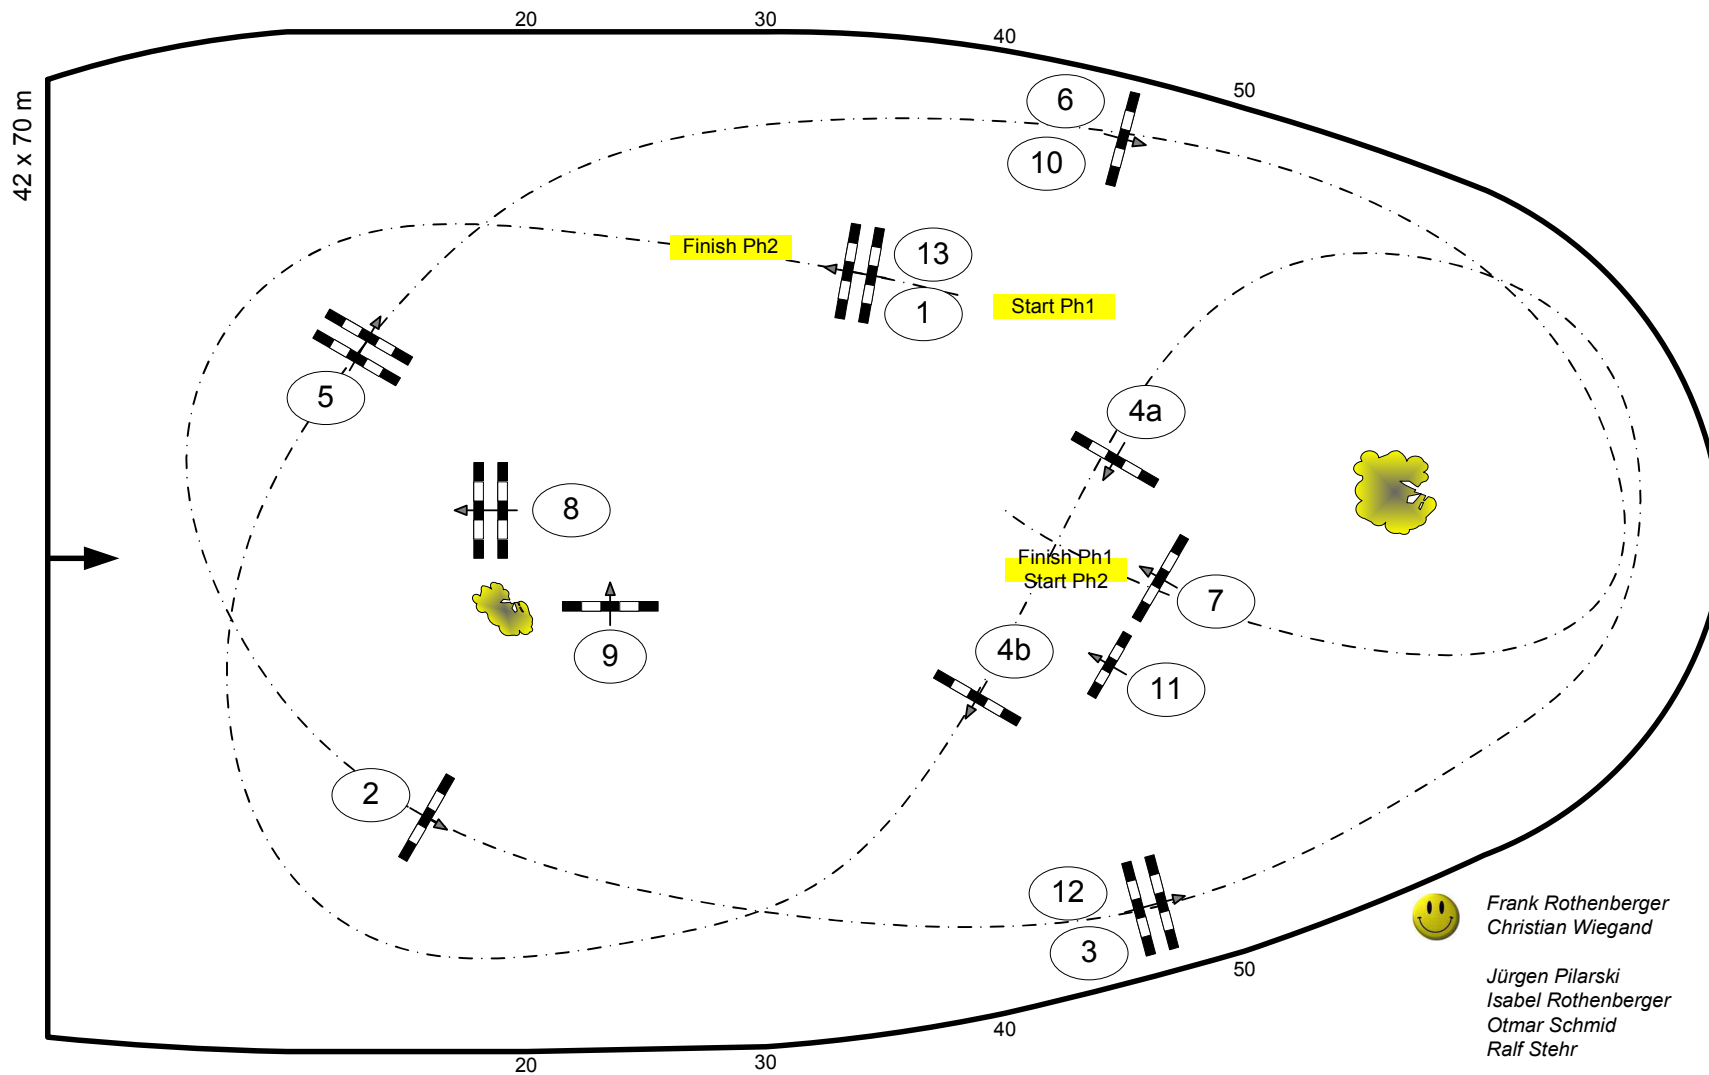 20
30
40
50
42 x 70 m
6
10
Finish Ph2
13
1
Start Ph1
5
4a
8
Finish Ph1
Start Ph2
7
9
4b
11
2
12
3
Frank Rothenberger
Christian Wiegand
Jürgen Pilarski
Isabel Rothenberger
Otmar Schmid
Ralf Stehr
50
40
30
20